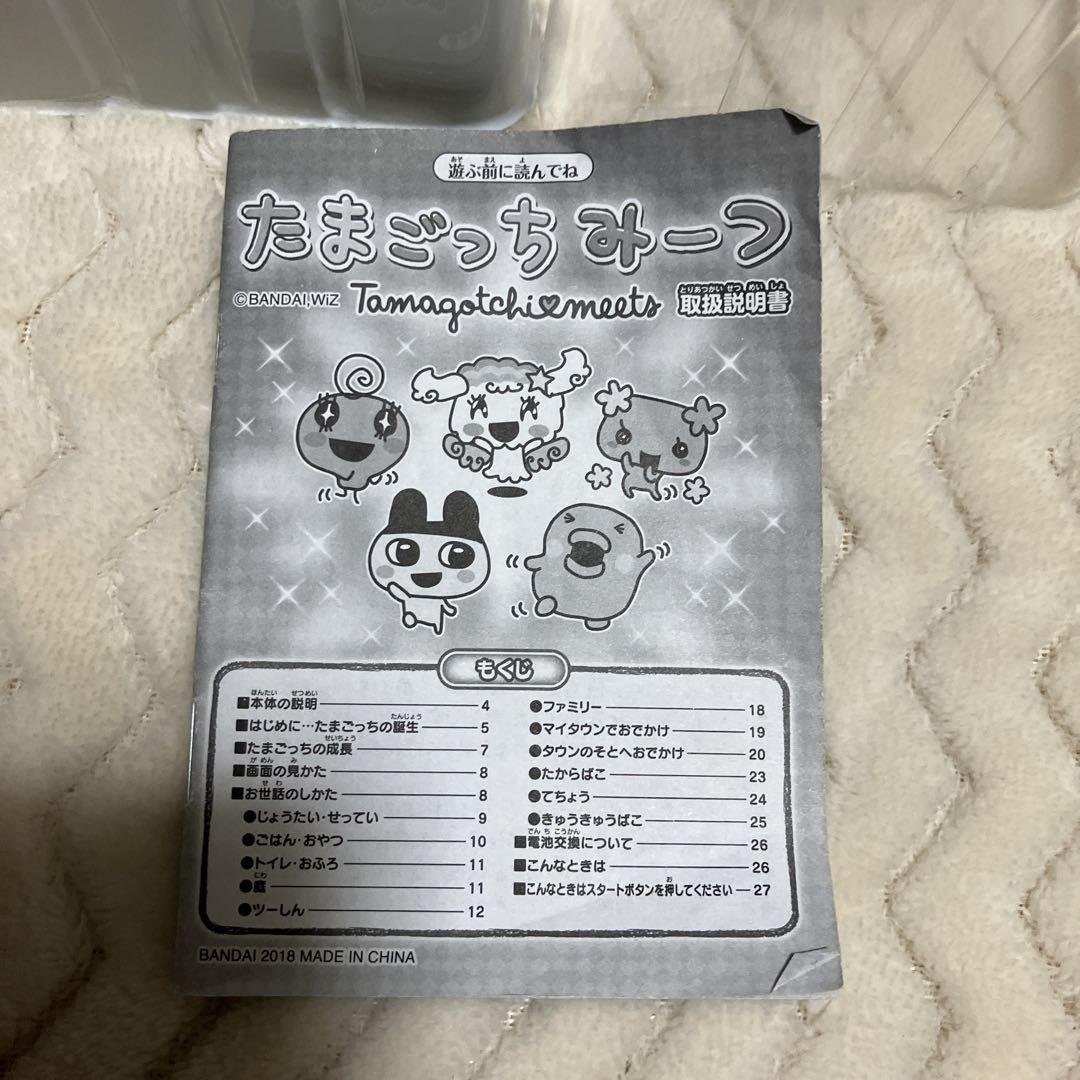 遊ぶ前に読んでね
たまごっち みーつ
©BANDAI,WiZ Tamagotchi♥meets 取扱説明書
もくじ
■本体の説明 4
■はじめに…たまごっちの誕生 5
■たまごっちの成長 7
■画面の見かた 8
■お世話のしかた 8
●じょうたい・せってい 9
●ごはん・おやつ 10
●トイレ・おふろ 11
●庭 11
●ツーしん 12
●ファミリー 18
●マイタウンでおでかけ 19
●タウンのそとへおでかけ 20
●たからばこ 23
●てちょう 24
●きゅうきゅうばこ 25
■電池交換について 26
■こんなときは 26
■こんなときはスタートボタンを押してください 27
BANDAI 2018 MADE IN CHINA